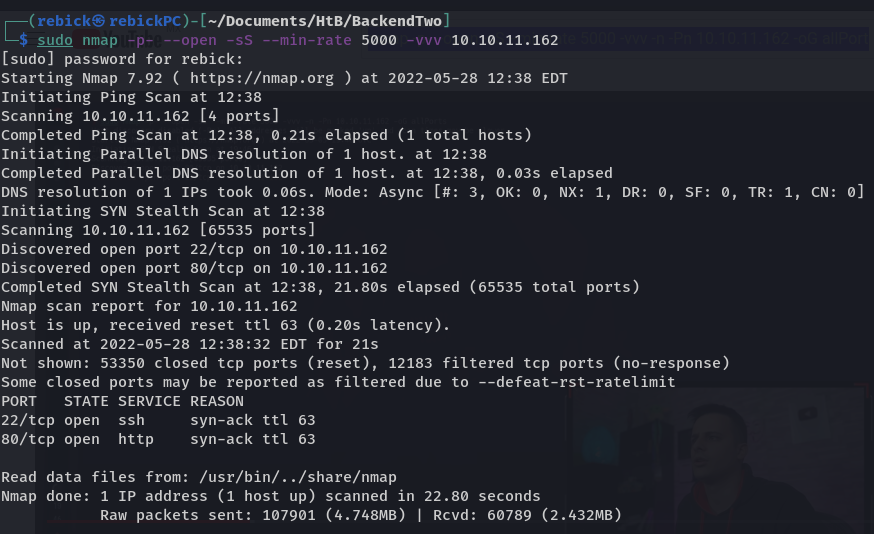 ┌──(rebick㉿rebickPC)-[~/Documents/HtB/BackendTwo]
└─$ sudo nmap -p- --open -sS --min-rate 5000 -vvv 10.10.11.162
[sudo] password for rebick:
Starting Nmap 7.92 ( https://nmap.org ) at 2022-05-28 12:38 EDT
Initiating Ping Scan at 12:38
Scanning 10.10.11.162 [4 ports]
Completed Ping Scan at 12:38, 0.21s elapsed (1 total hosts)
Initiating Parallel DNS resolution of 1 host. at 12:38
Completed Parallel DNS resolution of 1 host. at 12:38, 0.03s elapsed
DNS resolution of 1 IPs took 0.06s. Mode: Async [#: 3, OK: 0, NX: 1, DR: 0, SF: 0, TR: 1, CN: 0]
Initiating SYN Stealth Scan at 12:38
Scanning 10.10.11.162 [65535 ports]
Discovered open port 22/tcp on 10.10.11.162
Discovered open port 80/tcp on 10.10.11.162
Completed SYN Stealth Scan at 12:38, 21.80s elapsed (65535 total ports)
Nmap scan report for 10.10.11.162
Host is up, received reset ttl 63 (0.20s latency).
Scanned at 2022-05-28 12:38:32 EDT for 21s
Not shown: 53350 closed tcp ports (reset), 12183 filtered tcp ports (no-response)
Some closed ports may be reported as filtered due to --defeat-rst-ratelimit
PORT   STATE SERVICE REASON
22/tcp open  ssh     syn-ack ttl 63
80/tcp open  http    syn-ack ttl 63

Read data files from: /usr/bin/../share/nmap
Nmap done: 1 IP address (1 host up) scanned in 22.80 seconds
           Raw packets sent: 107901 (4.748MB) | Rcvd: 60789 (2.432MB)